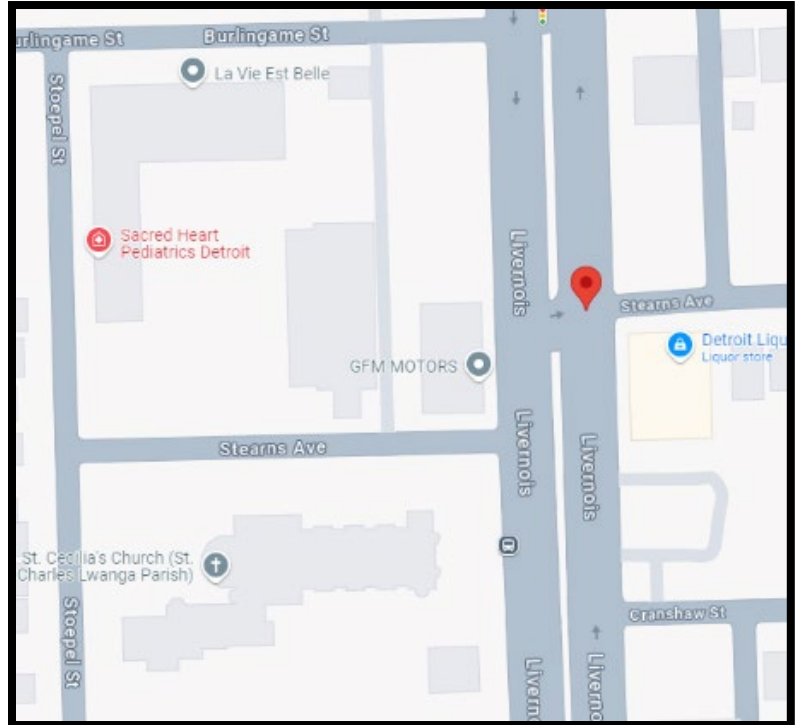 urlingame St
Burlingame St
La Vie Est Belle
Stoepel St
Sacred Heart
Pediatrics Detroit
Livernois
Stearns Ave
Detroit Liqu
Liquor store
GFM MOTORS
Livernois
Livernois
Stearns Ave
St. Cecilia's Church (St.
Charles Lwanga Parish)
Stoepel St
Cranshaw St
Liverno
Liverno